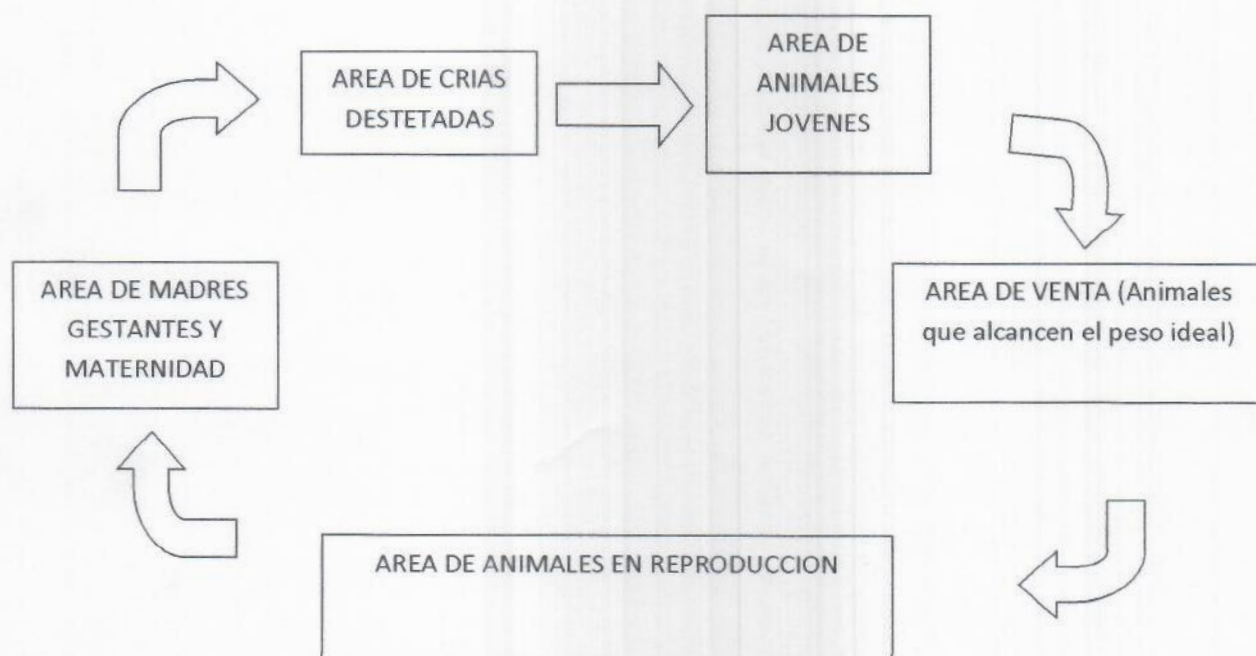 AREA DE CRIAS
DESTETADAS
AREA DE
ANIMALES
JOVENES
AREA DE MADRES
GESTANTES Y
MATERNIDAD
AREA DE VENTA (Animales
que alcancen el peso ideal)
AREA DE ANIMALES EN REPRODUCCION